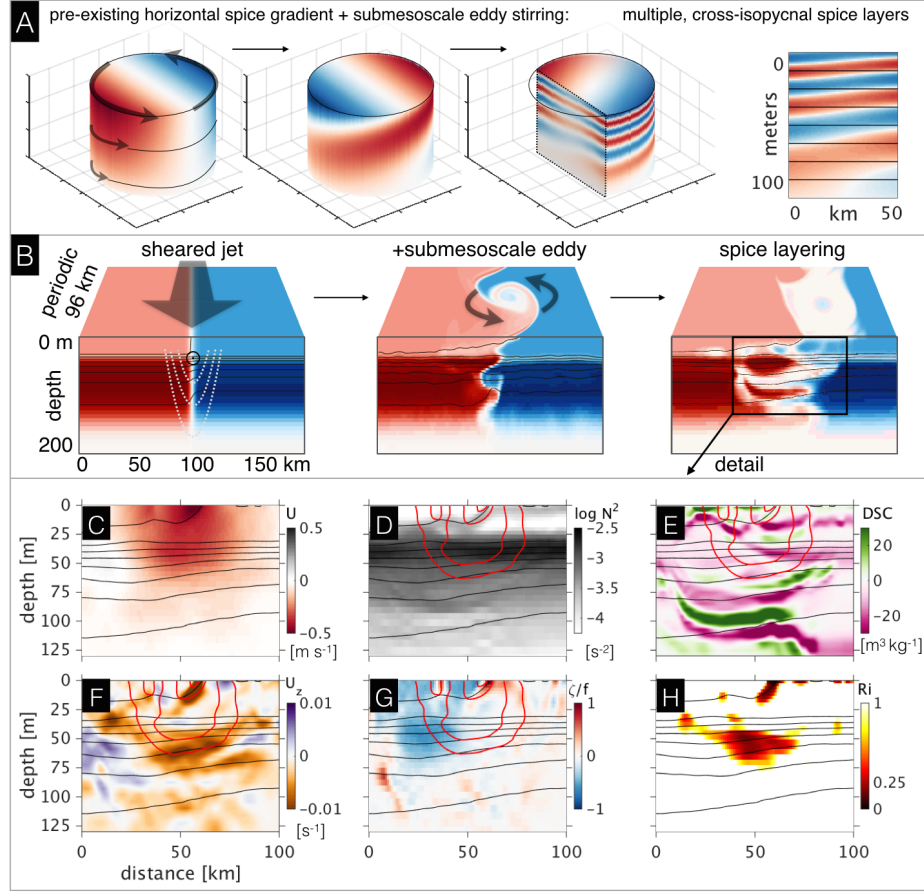 A
pre-existing horizontal spice gradient + submesoscale eddy stirring:
multiple, cross-isopycnal spice layers
0
meters
100
0 km 50
B
sheared jet
+submesoscale eddy
spice layering
periodic
96 km
0 m
depth
200
0 50 100 150 km
detail
C
U
0.5
0
-0.5
[m s-1]
0
25
50
75
100
125
depth [m]
D
log N2
-2.5
-3
-3.5
-4
[s-2]
E
DSC
20
0
-20
[m3 kg-1]
F
Uz
0.01
0
-0.01
[s-1]
0
25
50
75
100
125
depth [m]
0 50 100
distance [km]
G
ζ/f
1
0
-1
0 50 100
H
Ri
1
0.25
0
0 50 100